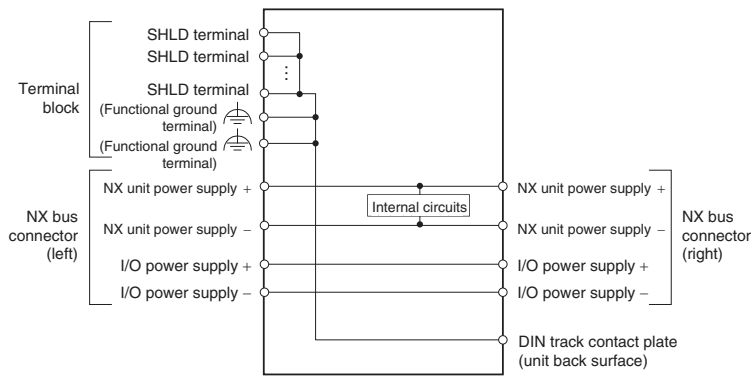 SHLD terminal
SHLD terminal
⋮
SHLD terminal
Terminal
block
(Functional ground
terminal)
(Functional ground
terminal)
NX bus
connector
(left)
NX unit power supply +
NX unit power supply −
I/O power supply +
I/O power supply −
Internal circuits
NX unit power supply +
NX unit power supply −
I/O power supply +
I/O power supply −
NX bus
connector
(right)
DIN track contact plate
(unit back surface)